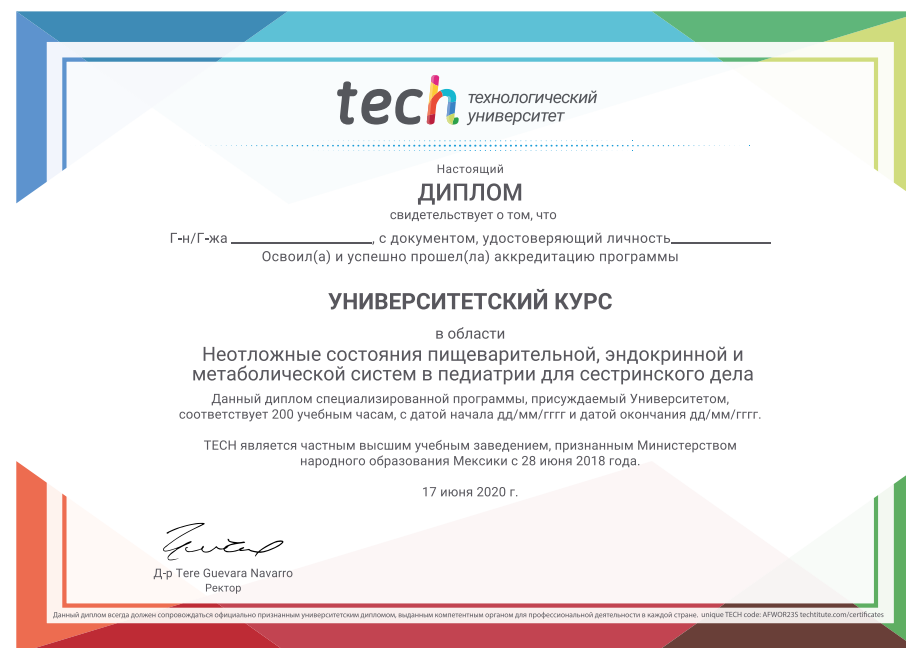 tech технологический
университет
Настоящий
ДИПЛОМ
свидетельствует о том, что
Г-н/Г-жа ______________, с документом, удостоверяющий личность__________
Освоил(а) и успешно прошел(ла) аккредитацию программы
УНИВЕРСИТЕТСКИЙ КУРС
в области
Неотложные состояния пищеварительной, эндокринной и
метаболической систем в педиатрии для сестринского дела
Данный диплом специализированной программы, присуждаемый Университетом,
соответствует 200 учебным часам, с датой начала дд/мм/гггг и датой окончания дд/мм/гггг.
TECH является частным высшим учебным заведением, признанным Министерством
народного образования Мексики с 28 июня 2018 года.
17 июня 2020 г.
Д-р Tere Guevara Navarro
Ректор
Данный диплом всегда должен сопровождаться официально признанным университетским дипломом, выданным компетентным органом для профессиональной деятельности в каждой стране. unique TECH code: AFWOR23S techtitute.com/certificates